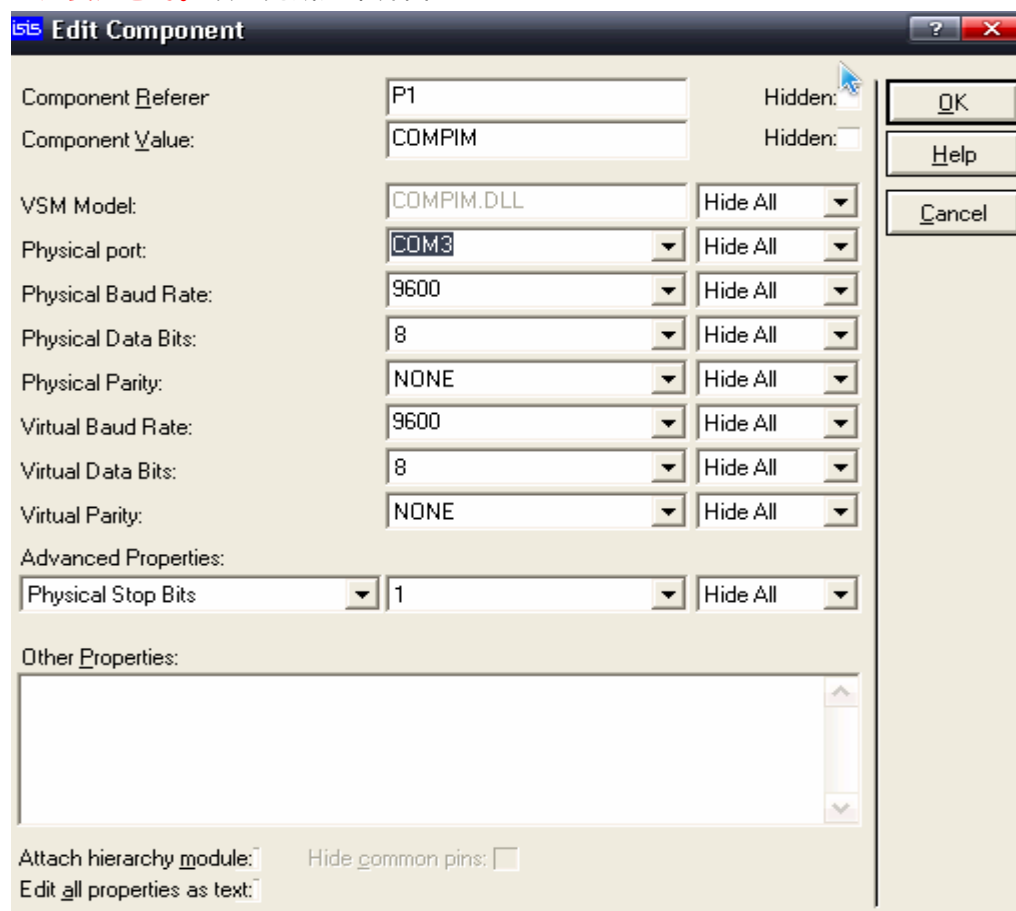 isis Edit Component ?
Component Referer P1 Hidden:
OK
Component Value: COMPIM Hidden:
Help
VSM Model: COMPIM.DLL Hide All
Cancel
Physical port: COM3 Hide All
Physical Baud Rate: 9600 Hide All
Physical Data Bits: 8 Hide All
Physical Parity: NONE Hide All
Virtual Baud Rate: 9600 Hide All
Virtual Data Bits: 8 Hide All
Virtual Parity: NONE Hide All
Advanced Properties:
Physical Stop Bits 1 Hide All
Other Properties:
Attach hierarchy module: Hide common pins:
Edit all properties as text: